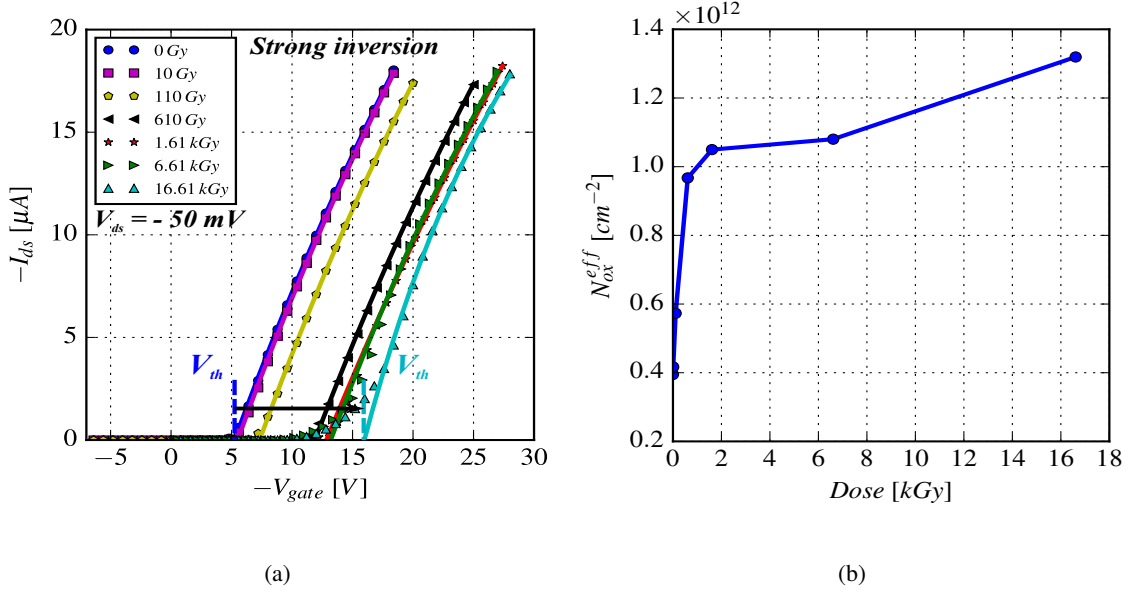 20
15
10
5
0
−I_ds [μA]
Strong inversion
0 Gy
10 Gy
110 Gy
610 Gy
1.61 kGy
6.61 kGy
16.61 kGy
V_ds = - 50 mV
V_th
V_th
−5 0 5 10 15 20 25 30
−V_gate [V]
(a)
×10^12
1.4
1.2
1.0
0.8
0.6
0.4
0.2
N_ox^eff [cm^−2]
0 2 4 6 8 10 12 14 16 18
Dose [kGy]
(b)